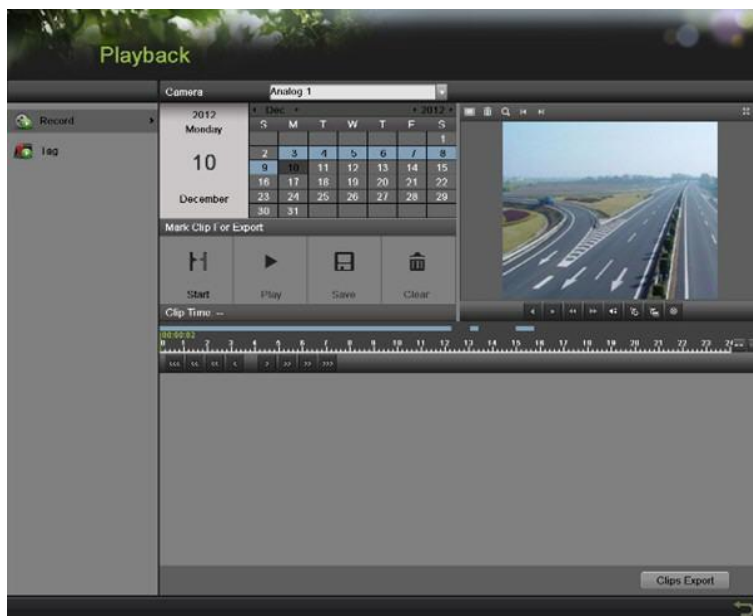 Playback
Camera Analog 1
Record
Tag
2012
Monday
10
December
Dec 2012
S M T W T F S
1
2 3 4 5 6 7 8
9 10 11 12 13 14 15
16 17 18 19 20 21 22
23 24 25 26 27 28 29
30 31
Mark Clip For Export
Start Play Save Clear
Clip Time: --
00:00:02
0 1 2 3 4 5 6 7 8 9 10 11 12 13 14 15 16 17 18 19 20 21 22 23 24
<<< << << < > >> >> >>>
Clips Export